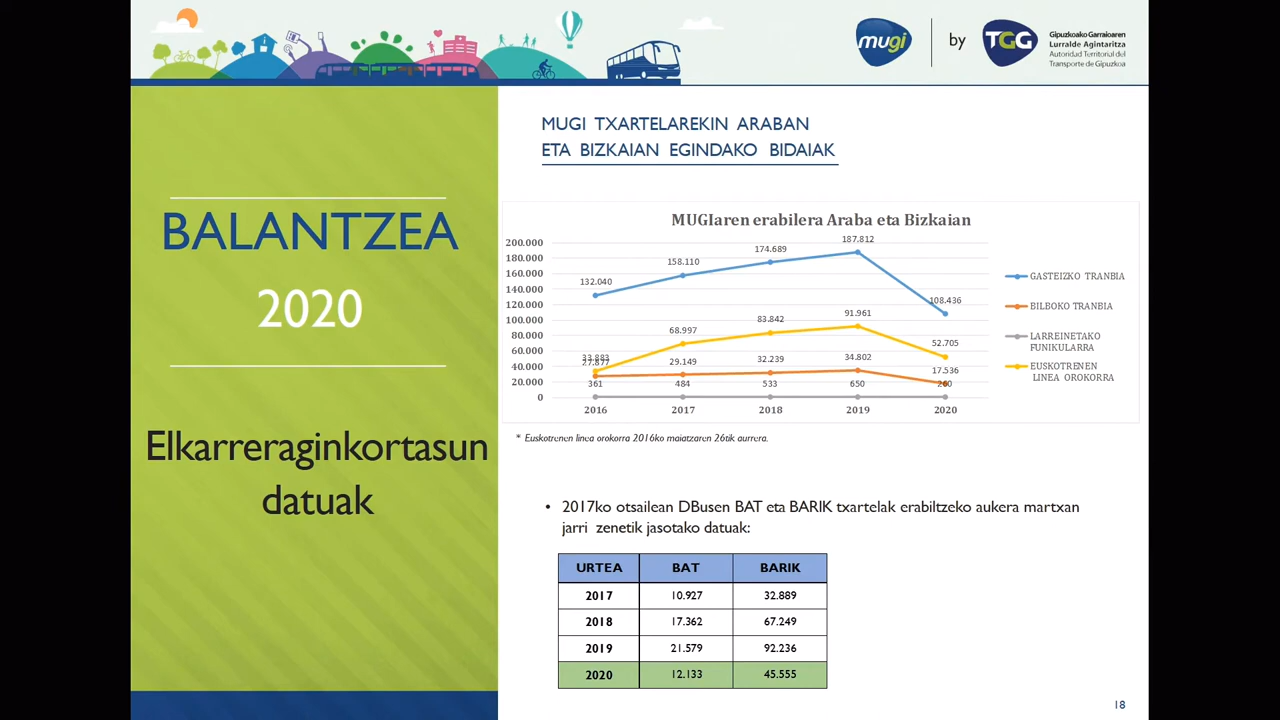 mugi
by
TGG
Gipuzkoako Garraioaren
Lurralde Agintaritza
Autoridad Territorial del
Transporte de Gipuzkoa
BALANTZEA
2020
Elkarreraginkortasun
datuak
MUGI TXARTELAREKIN ARABAN
ETA BIZKAIAN EGINDAKO BIDAIAK
MUGIaren erabilera Araba eta Bizkaian
200.000
180.000
160.000
140.000
120.000
100.000
80.000
60.000
40.000
20.000
0
132.040 158.110 174.689 187.812 108.436
33.883 68.997 83.842 91.961 52.705
27.877 29.149 32.239 34.802 17.536
361 484 533 650 260
2016 2017 2018 2019 2020
GASTEIZKO TRANBIA
BILBOKO TRANBIA
LARREINETAKO
FUNIKULARRA
EUSKOTRENEN
LINEA OROKORRA
* Euskotrenen linea orokorra 2016ko maiatzaren 26tik aurrera.
• 2017ko otsailean DBusen BAT eta BARIK txartelak erabiltzeko aukera martxan
jarri zenetik jasotako datuak:
URTEA BAT BARIK
2017 10.927 32.889
2018 17.362 67.249
2019 21.579 92.236
2020 12.133 45.555
18